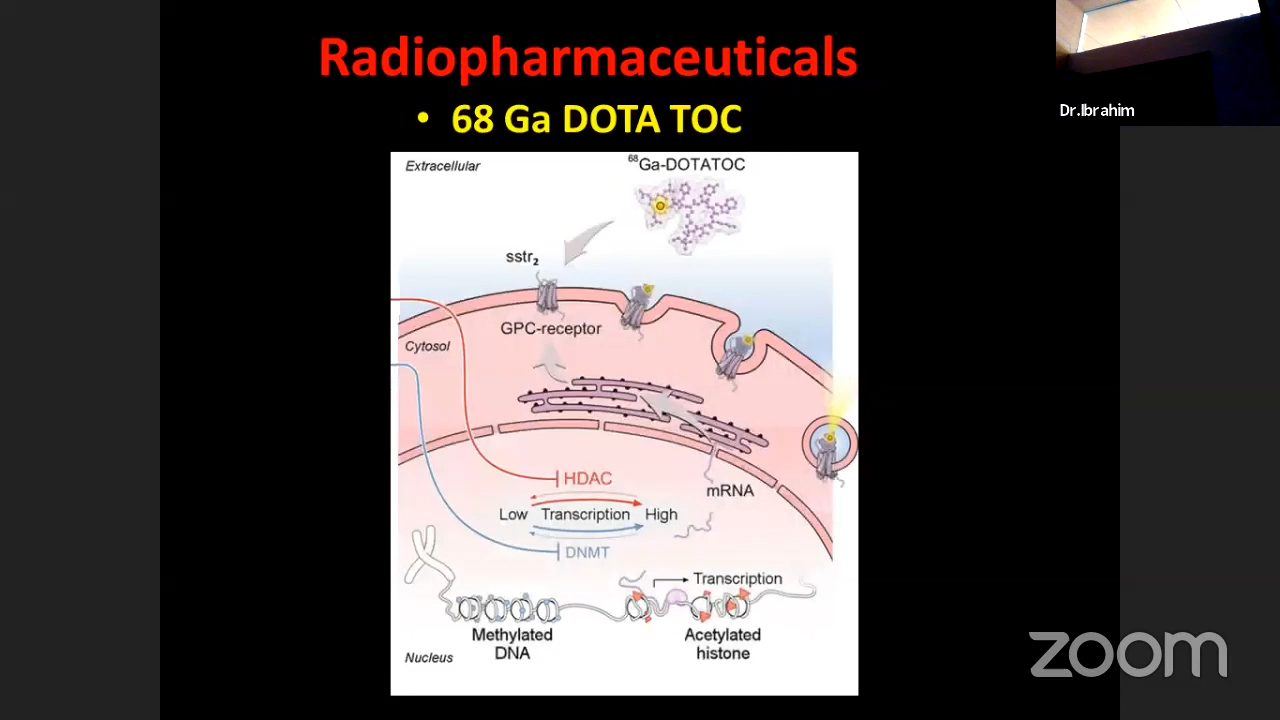 Radiopharmaceuticals
• 68 Ga DOTA TOC
Dr.Ibrahim
Extracellular
⁶⁸Ga-DOTATOC
sstr₂
GPC-receptor
Cytosol
HDAC
mRNA
Low Transcription High
DNMT
Transcription
Methylated
DNA
Acetylated
histone
Nucleus
zoom